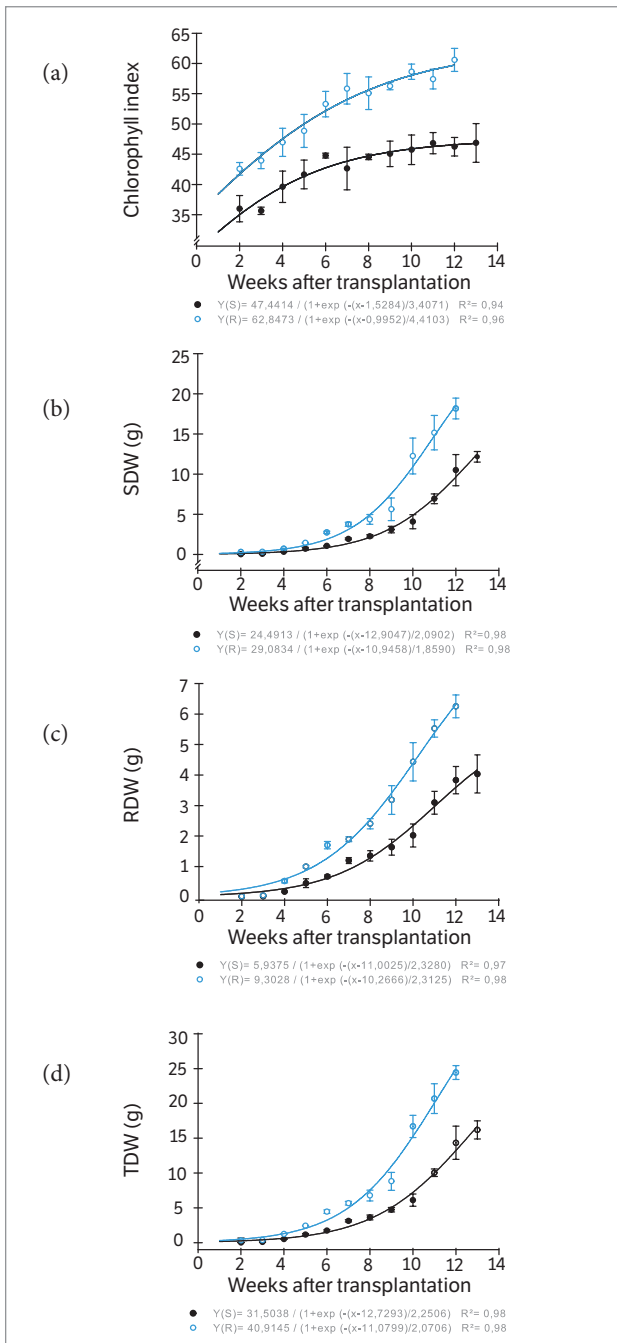 (a)
Chlorophyll index
65
60
55
50
45
40
35
0 2 4 6 8 10 12 14
Weeks after transplantation
Y(S)= 47,4414 / (1+exp (-(x-1,5284)/3,4071) R²= 0,94
Y(R)= 62,8473 / (1+exp (-(x-0,9952)/4,4103) R²= 0,96
(b)
SDW (g)
25
20
15
10
5
0
0 2 4 6 8 10 12 14
Weeks after transplantation
Y(S)= 24,4913 / (1+exp (-(x-12,9047)/2,0902) R²=0,98
Y(R)= 29,0834 / (1+exp (-(x-10,9458)/1,8590) R²= 0,98
(c)
RDW (g)
7
6
5
4
3
2
1
0
0 2 4 6 8 10 12 14
Weeks after transplantation
Y(S)= 5,9375 / (1+exp (-(x-11,0025)/2,3280) R²= 0,97
Y(R)= 9,3028 / (1+exp (-(x-10,2666)/2,3125) R²= 0,98
(d)
TDW (g)
30
25
20
15
10
5
0
0 2 4 6 8 10 12 14
Weeks after transplantation
Y(S)= 31,5038 / (1+exp (-(x-12,7293)/2,2506) R²= 0,98
Y(R)= 40,9145 / (1+exp (-(x-11,0799)/2,0706) R²= 0,98